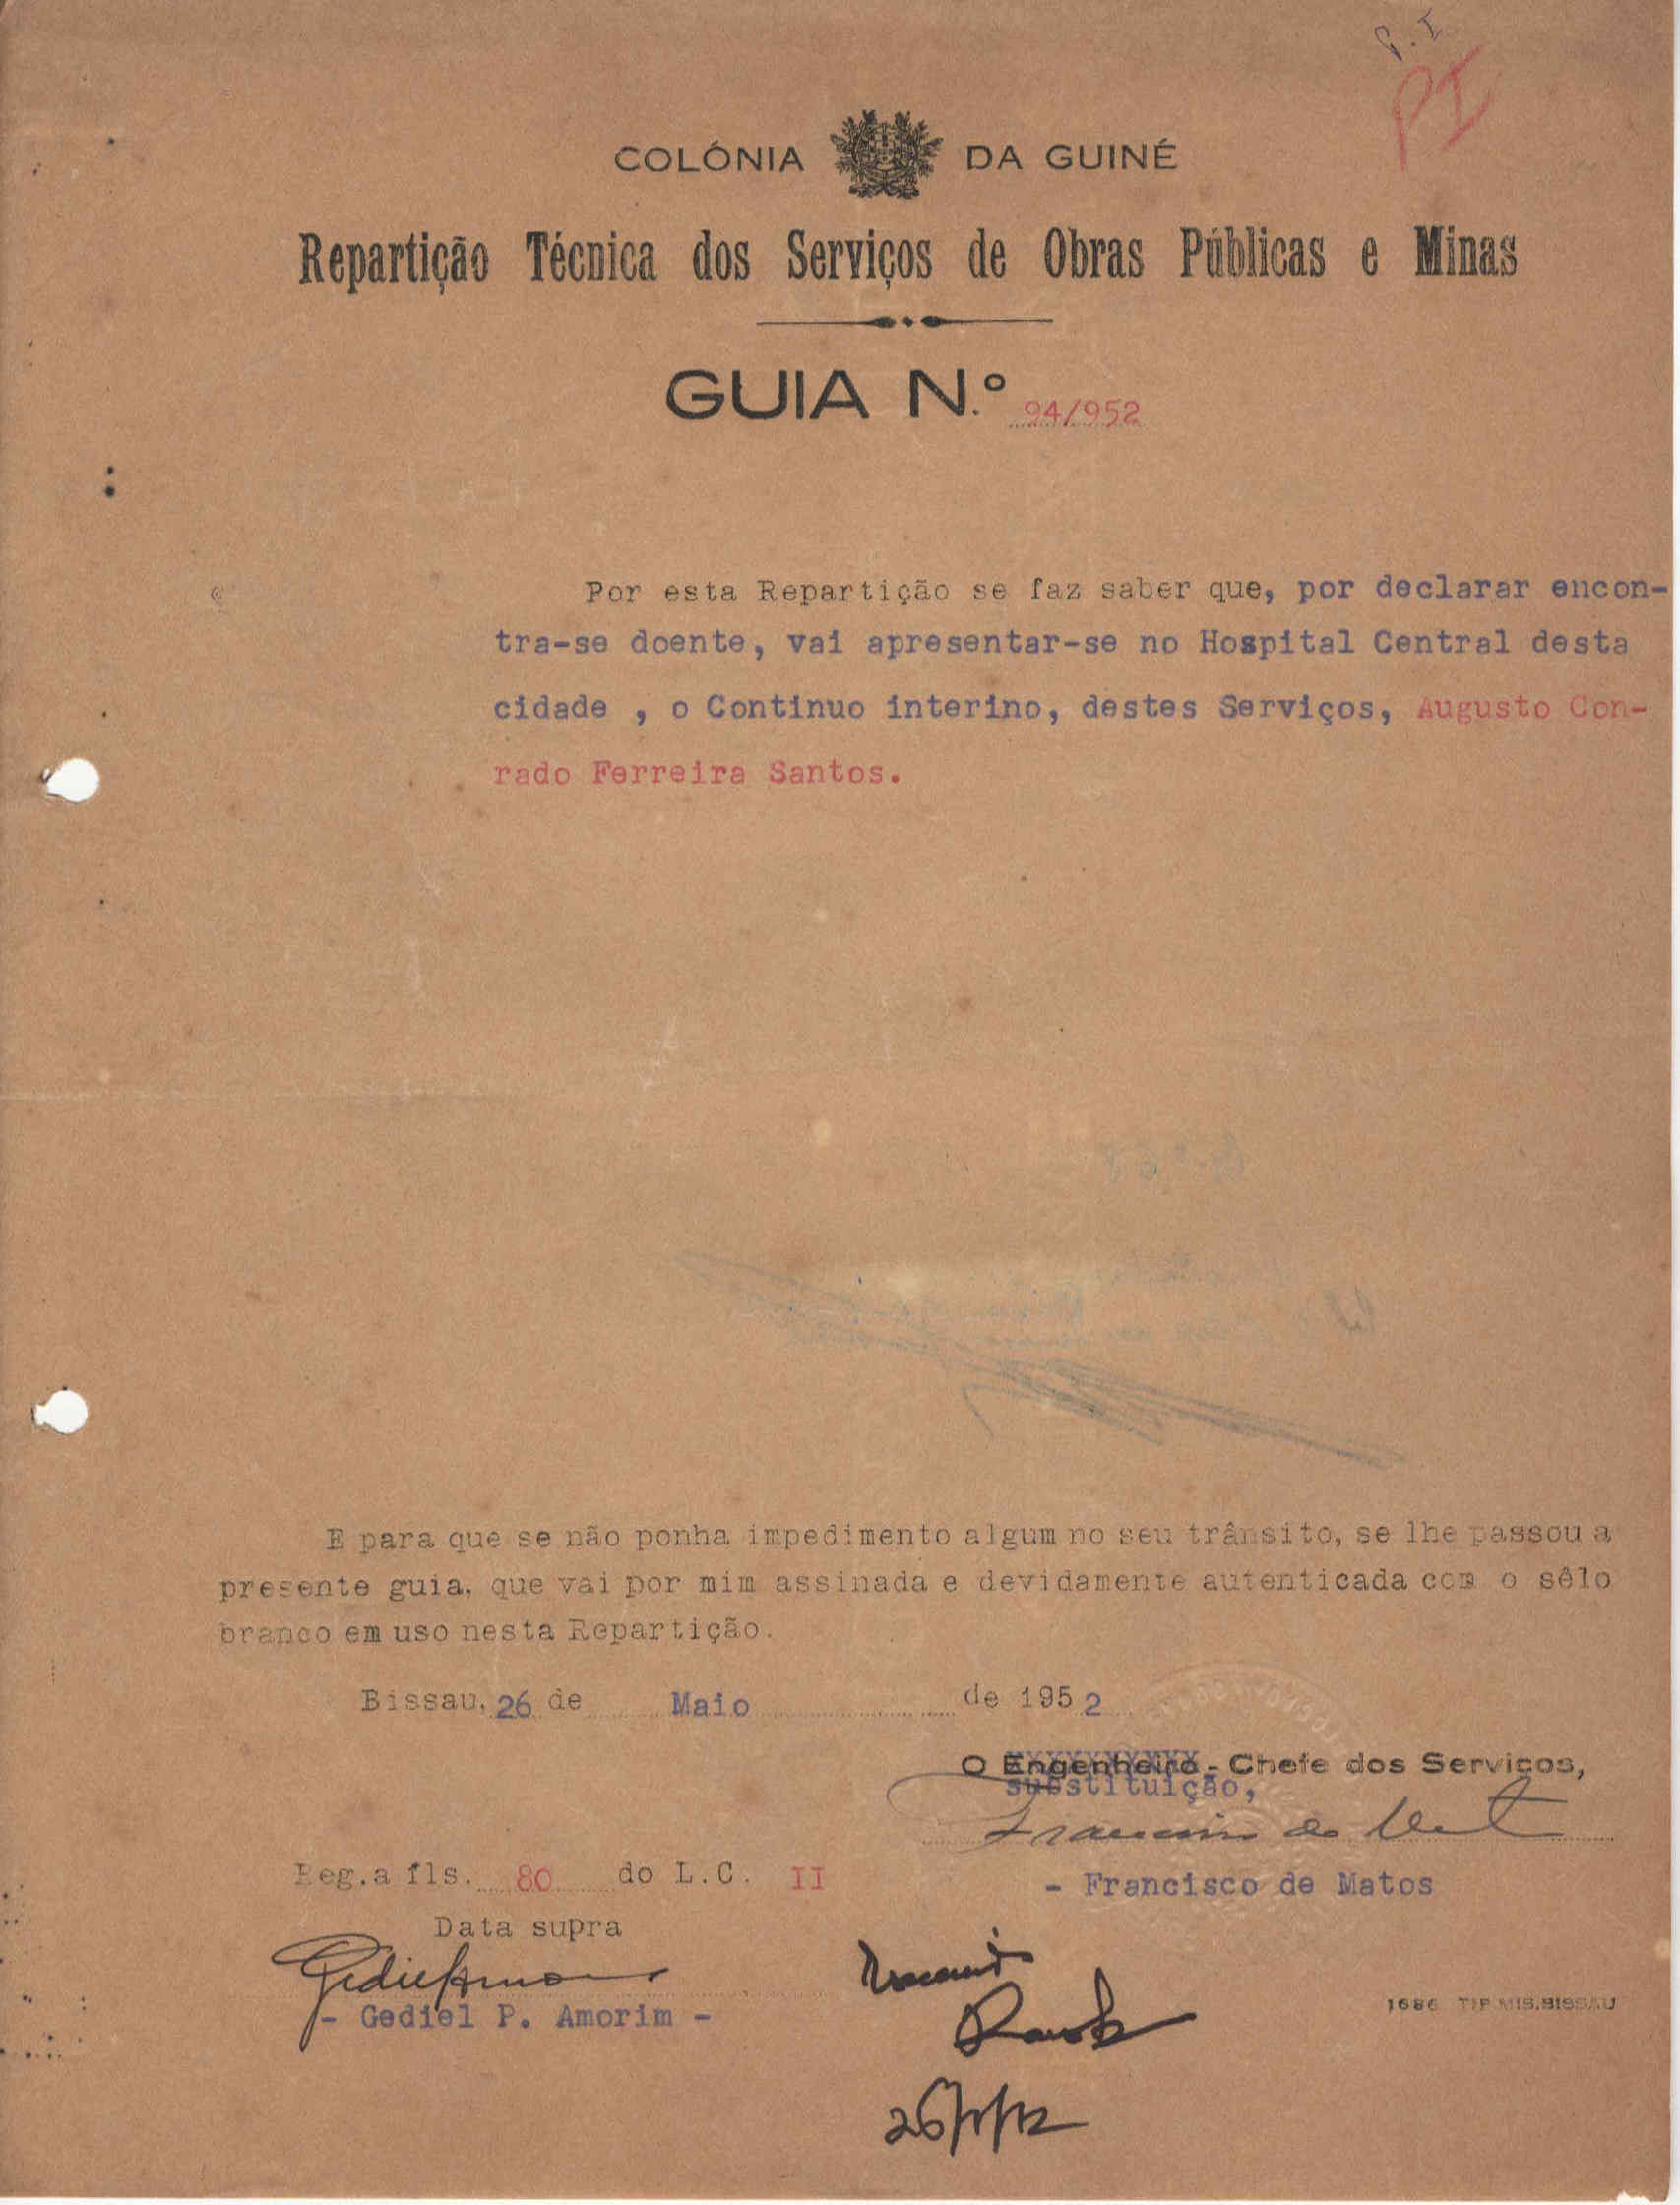 P.I
PI
COLÓNIA DA GUINÉ
Repartição Técnica dos Serviços de Obras Públicas e Minas
GUIA N.º 94/952
Por esta Repartição se faz saber que, por declarar encon-
tra-se doente, vai apresentar-se no Hospital Central desta
cidade , o Continuo interino, destes Serviços, Augusto Con-
rado Ferreira Santos.
E para que se não ponha impedimento algum no seu trânsito, se lhe passou a
presente guia, que vai por mim assinada e devidamente autenticada com o sêlo
branco em uso nesta Repartição.
Bissau, 26 de Maio de 1952
O Engenheiro - Chefe dos Serviços,
substituição,
Francisco de Matos
- Francisco de Matos
Reg. a fls. 80 do L. C. II
Data supra
- Gediel P. Amorim -
1686 TIP. MIS. BISSAU